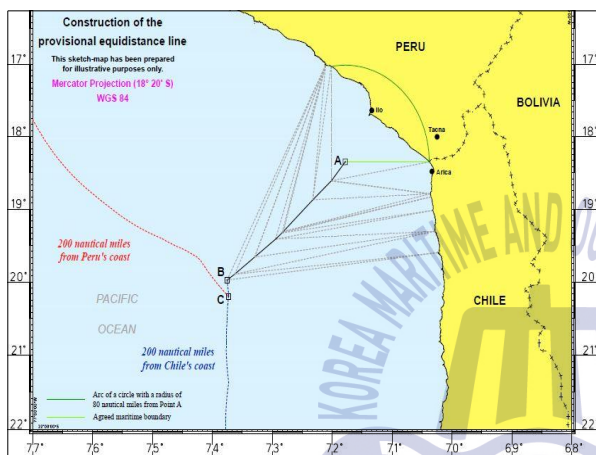 Construction of the
provisional equidistance line
This sketch-map has been prepared
for illustrative purposes only.
Mercator Projection (18° 20' S)
WGS 84
PERU
BOLIVIA
CHILE
Ilo
Tacna
Arica
A
B
C
200 nautical miles
from Peru's coast
PACIFIC
OCEAN
200 nautical miles
from Chile's coast
Arc of a circle with a radius of
80 nautical miles from Point A
Agreed maritime boundary
17°
18°
19°
20°
21°
22°
17°
18°
19°
20°
21°
22°
77°
76°
75°
74°
73°
72°
71°
70°
69°
68°
KOREA MARITIME AND